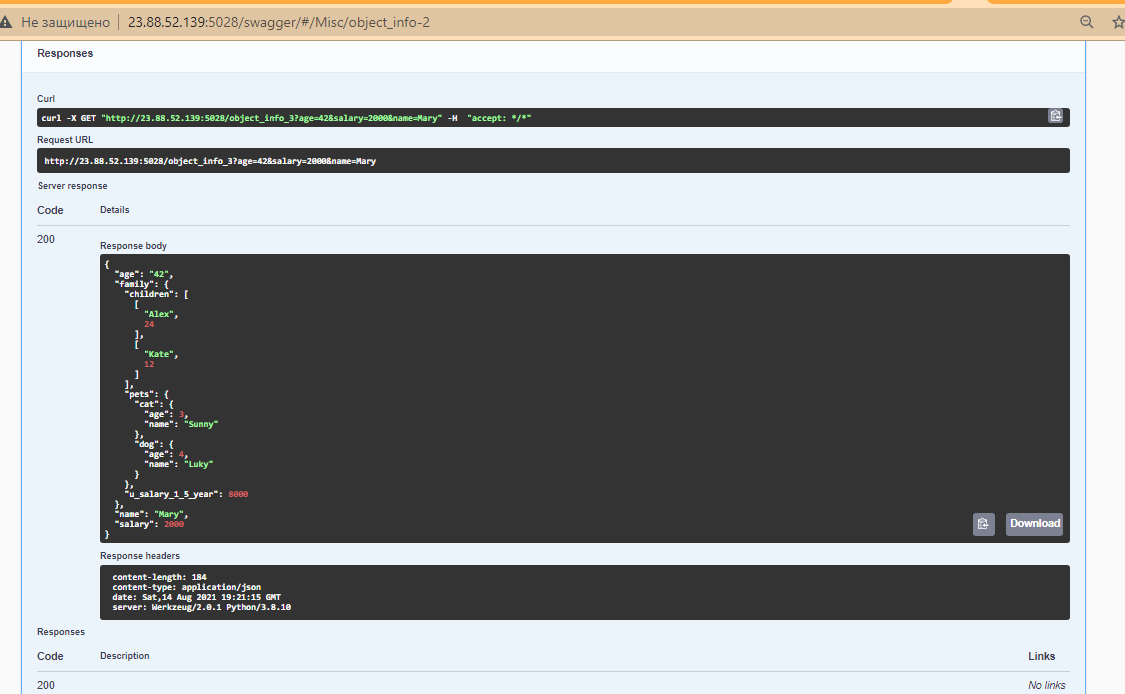 Не защищено 23.88.52.139:5028/swagger/#/Misc/object_info-2
Responses
Curl
curl -X GET "http://23.88.52.139:5028/object_info_3?age=42&salary=2000&name=Mary" -H  "accept: */*"
Request URL
http://23.88.52.139:5028/object_info_3?age=42&salary=2000&name=Mary
Server response
Code Details
200
Response body
{
  "age": "42",
  "family": {
    "children": [
      [
        "Alex",
        24
      ],
      [
        "Kate",
        12
      ]
    ],
    "pets": {
      "cat": {
        "age": 3,
        "name": "Sunny"
      },
      "dog": {
        "age": 4,
        "name": "Luky"
      }
    },
    "u_salary_1_5_year": 8000
  },
  "name": "Mary",
  "salary": 2000
}
Download
Response headers
content-length: 184
content-type: application/json
date: Sat,14 Aug 2021 19:21:15 GMT
server: Werkzeug/2.0.1 Python/3.8.10
Responses
Code Description Links
200 No links